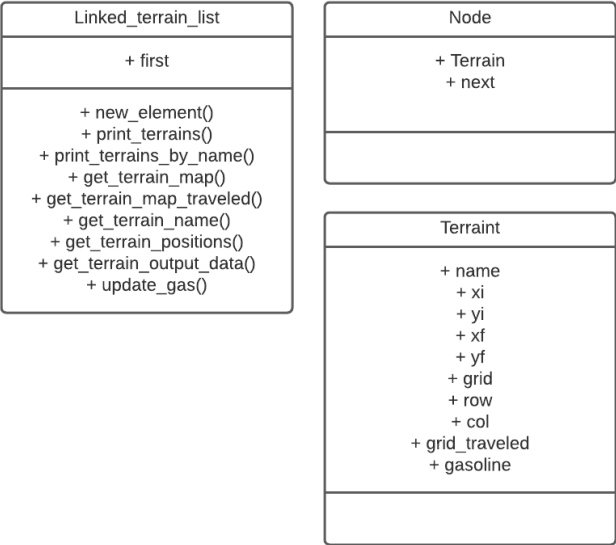 Linked_terrain_list
+ first
+ new_element()
+ print_terrains()
+ print_terrains_by_name()
+ get_terrain_map()
+ get_terrain_map_traveled()
+ get_terrain_name()
+ get_terrain_positions()
+ get_terrain_output_data()
+ update_gas()
Node
+ Terrain
+ next
Terraint
+ name
+ xi
+ yi
+ xf
+ yf
+ grid
+ row
+ col
+ grid_traveled
+ gasoline